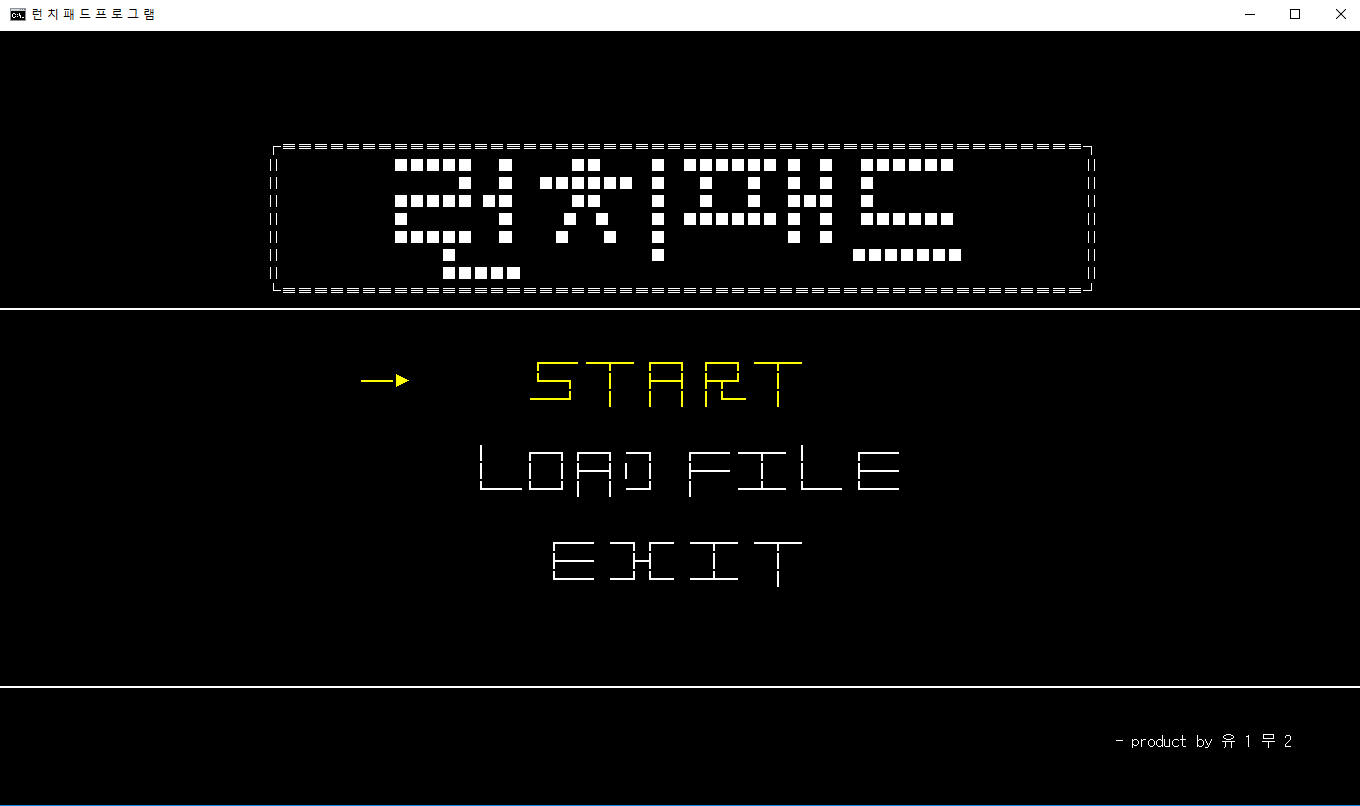 런 치 패 드 프 로 그 램
런치패드
START
LOAD FILE
EXIT
- product by 유 1 무 2